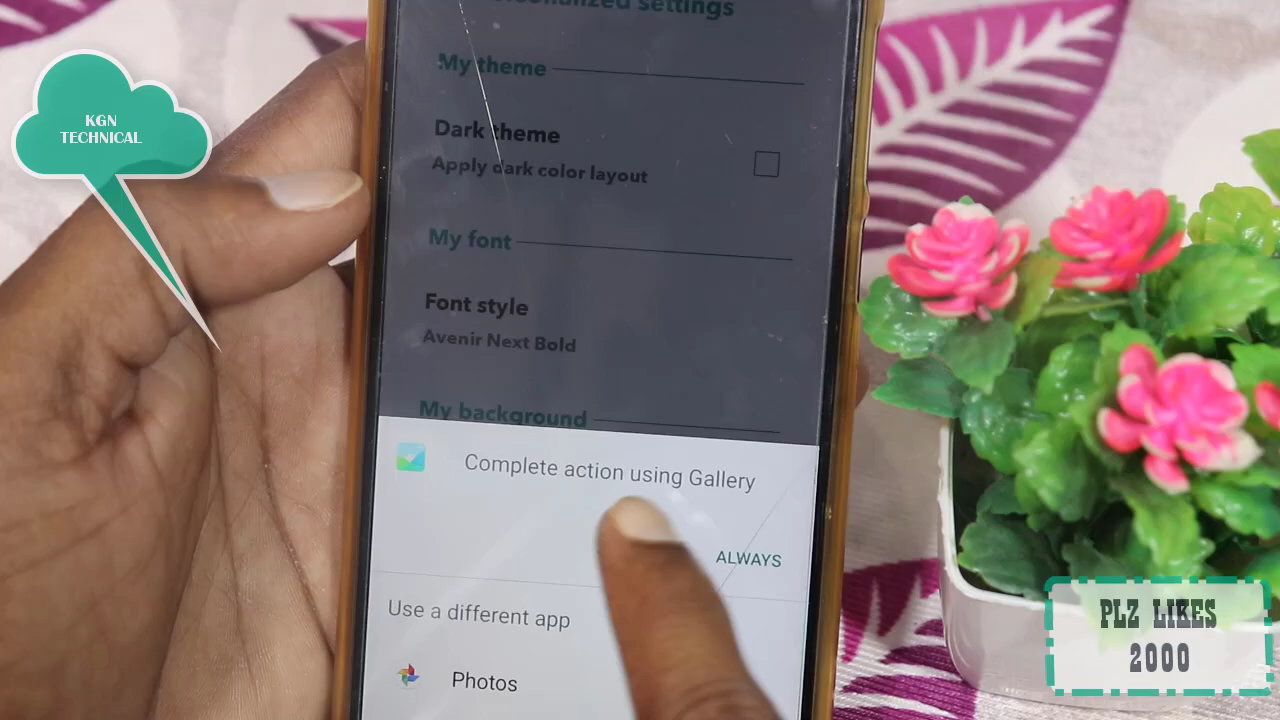 KGN
TECHNICAL
settings
My theme
Dark theme
Apply dark color layout
My font
Font style
Avenir Next Bold
My background
Complete action using Gallery
ALWAYS
Use a different app
Photos
PLZ LIKES
2000